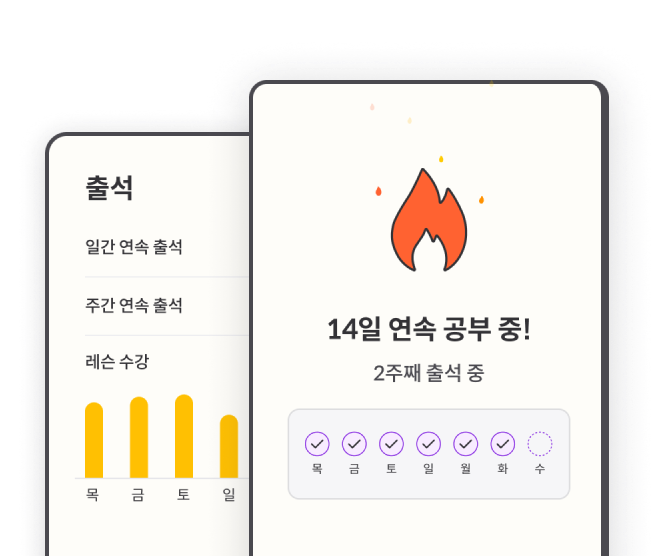 출석
일간 연속 출석
주간 연속 출석
레슨 수강
목 금 토 일
14일 연속 공부 중!
2주째 출석 중
목 금 토 일 월 화 수